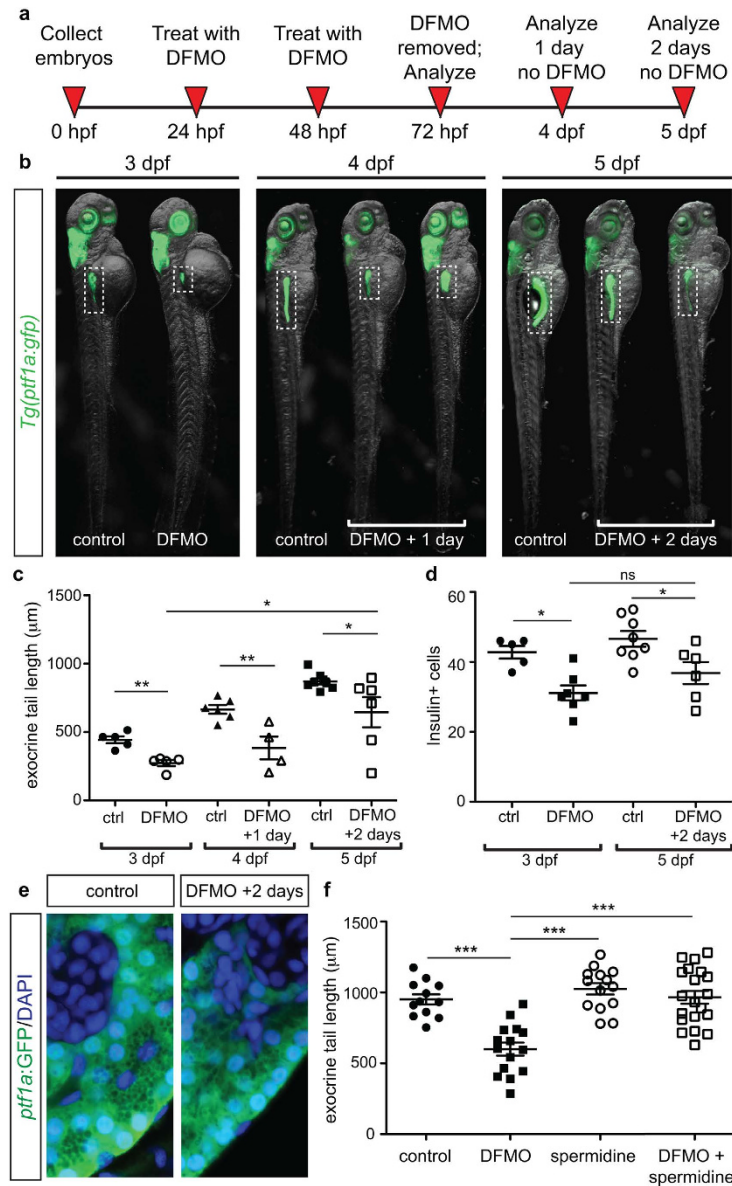 a
Collect embryos
Treat with DFMO
Treat with DFMO
DFMO removed; Analyze
Analyze 1 day no DFMO
Analyze 2 days no DFMO
0 hpf
24 hpf
48 hpf
72 hpf
4 dpf
5 dpf
b
3 dpf
4 dpf
5 dpf
Tg(ptf1a:gfp)
control
DFMO
control
DFMO + 1 day
control
DFMO + 2 days
c
exocrine tail length (μm)
1500
1000
500
0
**
**
*
*
ctrl
DFMO
ctrl
DFMO +1 day
ctrl
DFMO +2 days
3 dpf
4 dpf
5 dpf
d
Insulin+ cells
60
40
20
0
ns
*
*
ctrl
DFMO
ctrl
DFMO +2 days
3 dpf
5 dpf
e
control
DFMO +2 days
ptf1a:GFP/DAPI
f
exocrine tail length (μm)
1500
1000
500
0
***
***
***
control
DFMO
spermidine
DFMO + spermidine